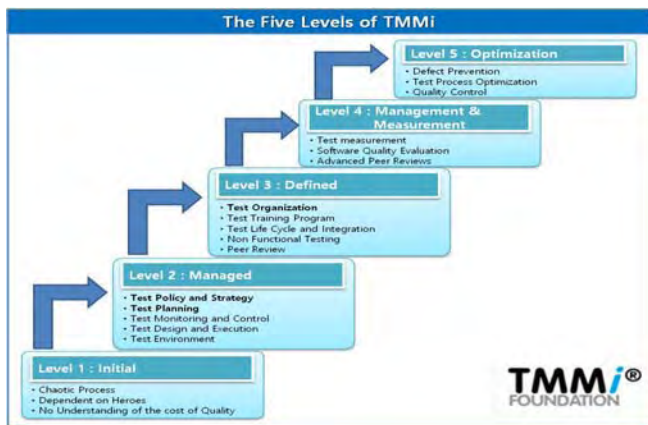 The Five Levels of TMMi
Level 5 : Optimization
• Defect Prevention
• Test Process Optimization
• Quality Control
Level 4 : Management &
Measurement
• Test measurement
• Software Quality Evaluation
• Advanced Peer Reviews
Level 3 : Defined
• Test Organization
• Test Training Program
• Test Life Cycle and Integration
• Non Functional Testing
• Peer Review
Level 2 : Managed
• Test Policy and Strategy
• Test Planning
• Test Monitoring and Control
• Test Design and Execution
• Test Environment
Level 1 : Initial
• Chaotic Process
• Dependent on Heroes
• No Understanding of the cost of Quality
TMMi®
FOUNDATION